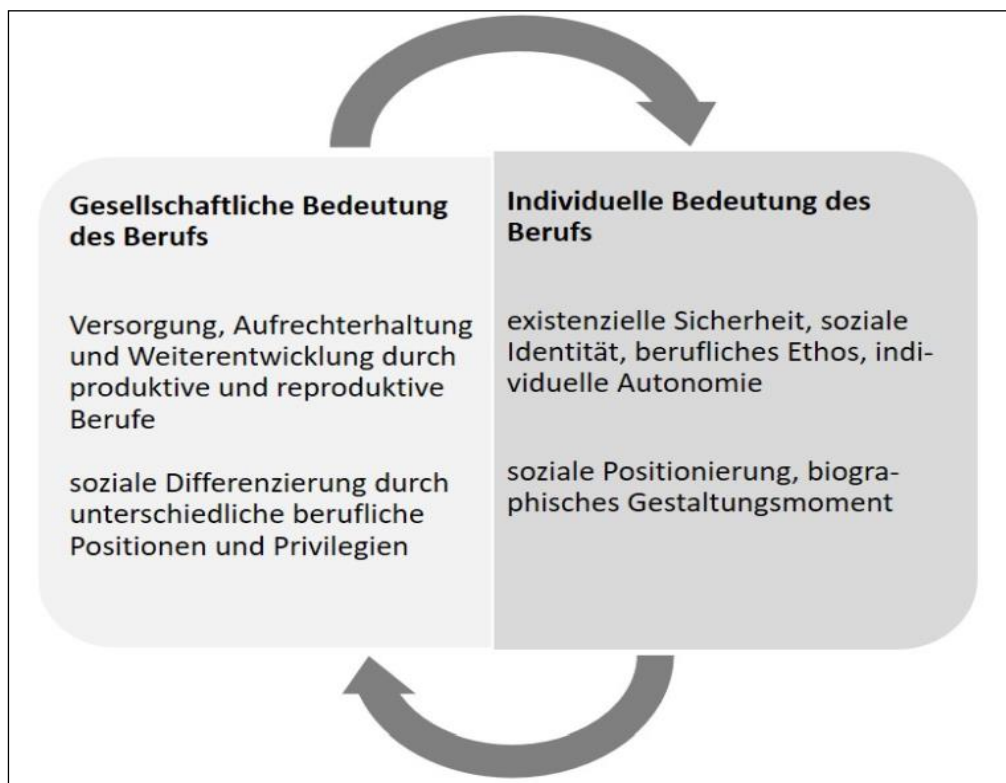 Gesellschaftliche Bedeutung
des Berufs
Versorgung, Aufrechterhaltung
und Weiterentwicklung durch
produktive und reproduktive
Berufe
soziale Differenzierung durch
unterschiedliche berufliche
Positionen und Privilegien
Individuelle Bedeutung des
Berufs
existenzielle Sicherheit, soziale
Identität, berufliches Ethos, indi-
viduelle Autonomie
soziale Positionierung, biogra-
phisches Gestaltungsmoment